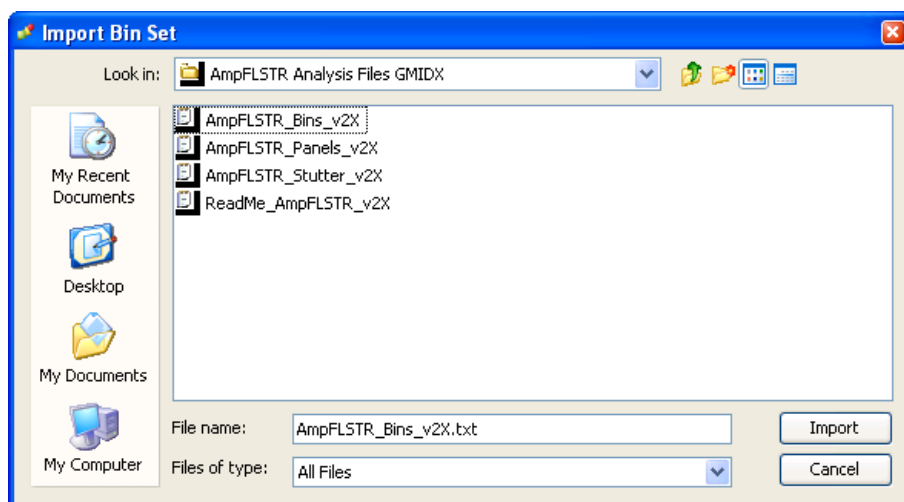 Import Bin Set
Look in:
AmpFLSTR Analysis Files GMIDX
AmpFLSTR_Bins_v2X
AmpFLSTR_Panels_v2X
AmpFLSTR_Stutter_v2X
ReadMe_AmpFLSTR_v2X
My Recent
Documents
Desktop
My Documents
My Computer
File name:
AmpFLSTR_Bins_v2X.txt
Import
Files of type:
All Files
Cancel